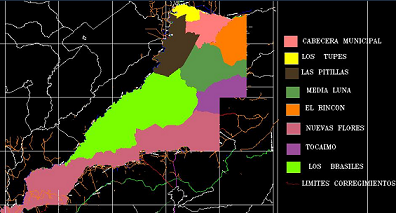 CABECERA MUNICIPAL
LOS TUPES
LAS PITILLAS
MEDIA LUNA
EL RINCON
NUEVAS FLORES
TOCAIMO
LOS BRASILES
LIMITES CORREGIMIENTOS